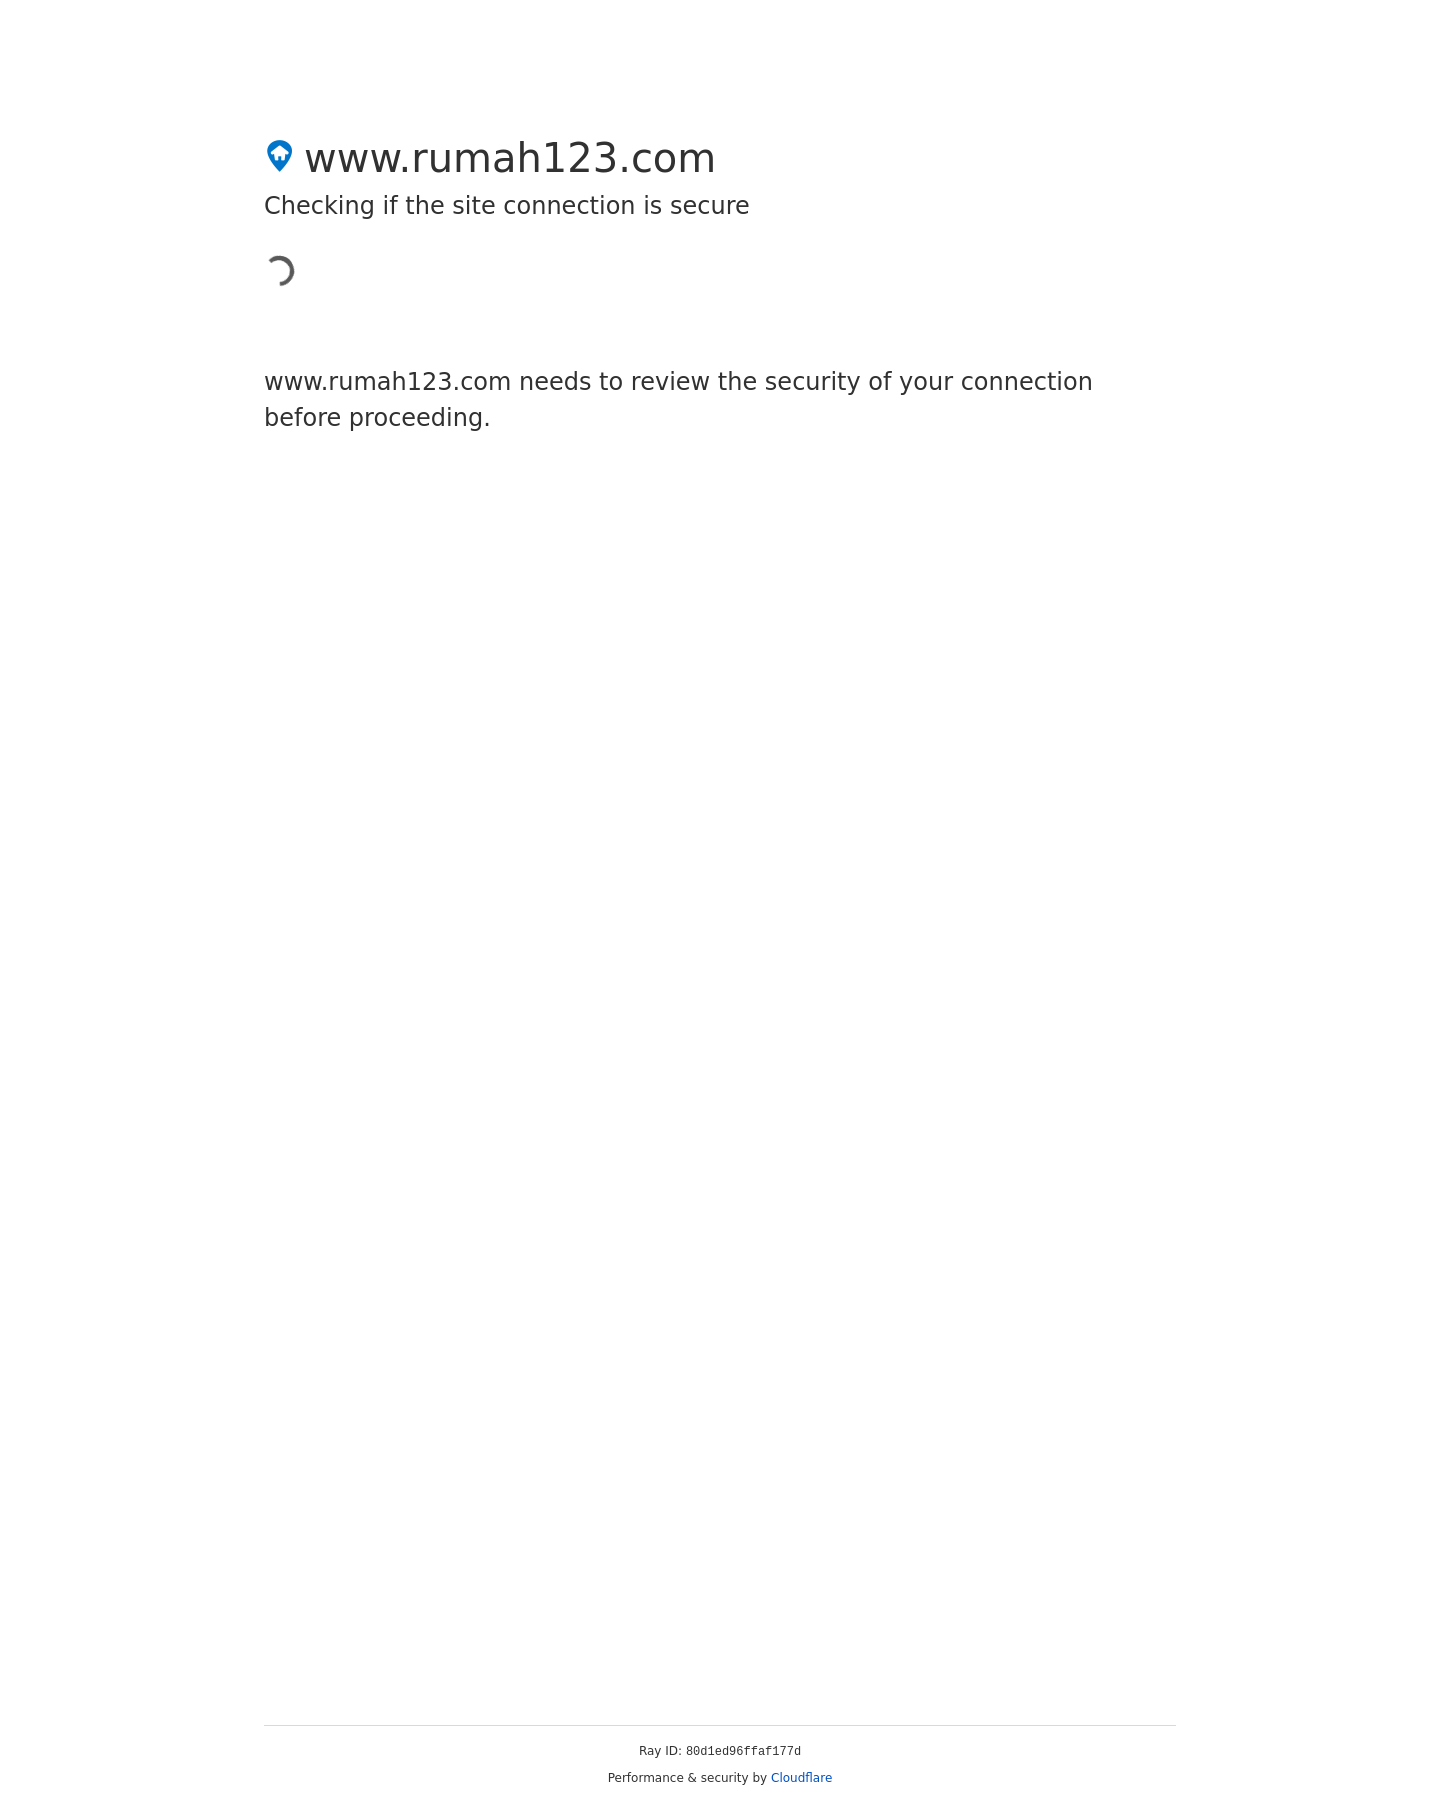 www.rumah123.com
Checking if the site connection is secure
www.rumah123.com needs to review the security of your connection
before proceeding.
Ray ID: 80d1ed96ffaf177d
Performance & security by Cloudflare